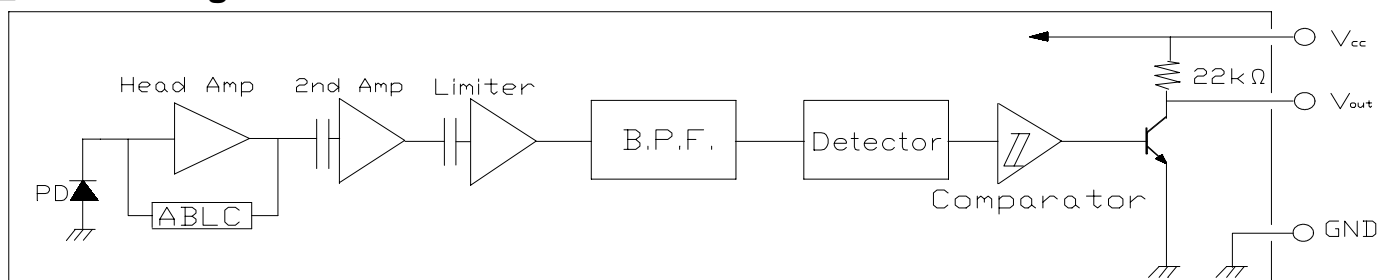 Vcc
22kΩ
Head Amp
2nd Amp
Limiter
Vout
B.P.F.
Detector
PD
Comparator
ABLC
GND